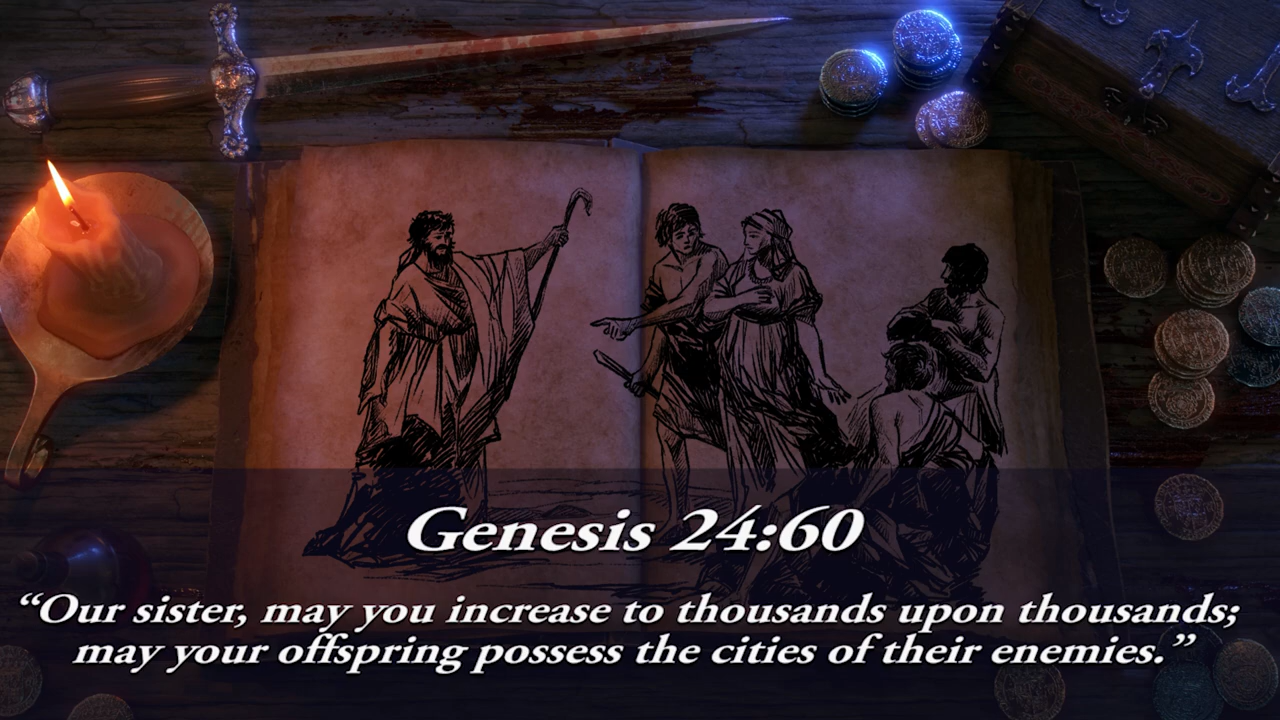 Genesis 24:60
“Our sister, may you increase to thousands upon thousands;
may your offspring possess the cities of their enemies.”